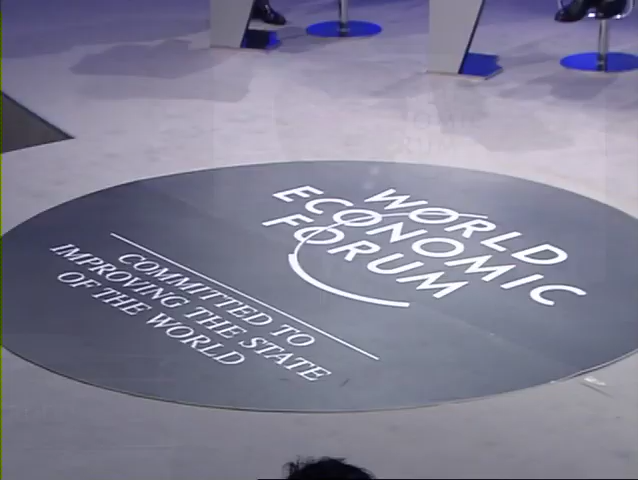 WORLD
ECONOMIC
FORUM
COMMITTED TO
IMPROVING THE STATE
OF THE WORLD